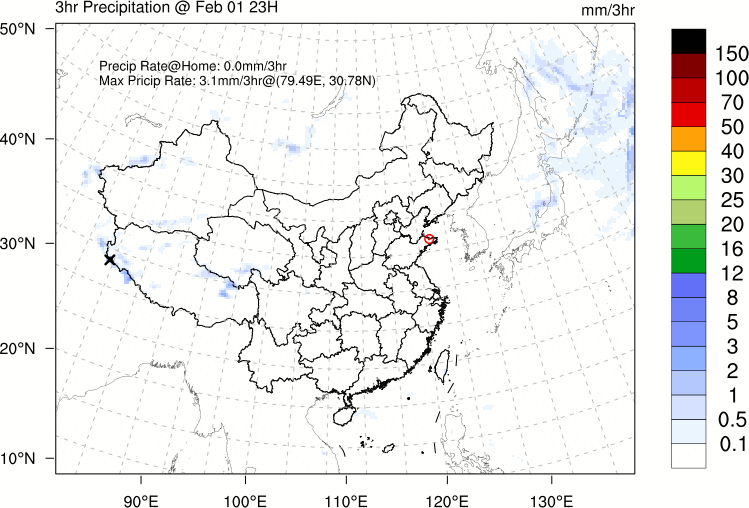 3hr Precipitation @ Feb 01 23H
mm/3hr
Precip Rate@Home: 0.0mm/3hr
Max Pricip Rate: 3.1mm/3hr@(79.49E, 30.78N)
50°N
40°N
30°N
20°N
10°N
90°E
100°E
110°E
120°E
130°E
150
100
70
50
40
30
25
20
16
12
8
5
3
2
1
0.5
0.1